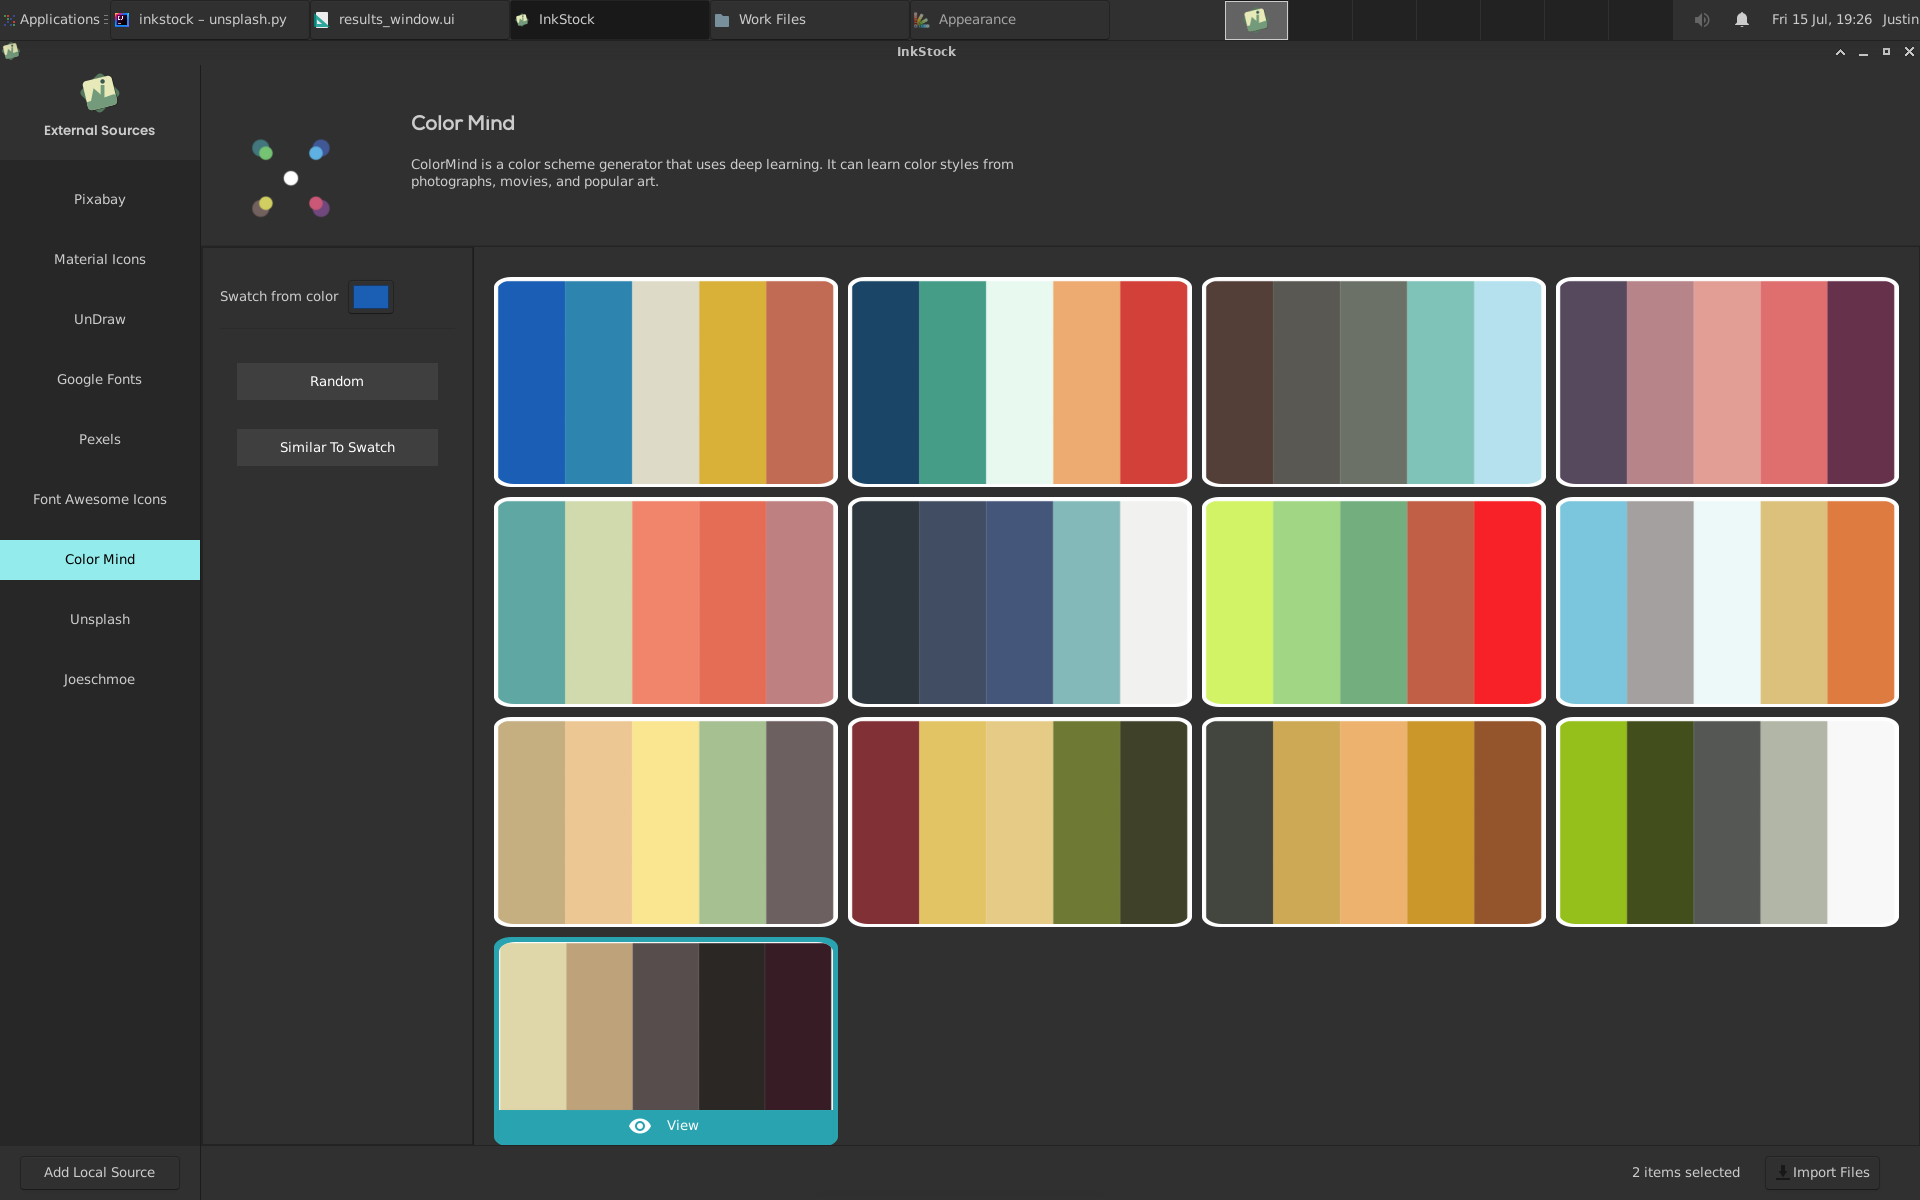 Applications
inkstock – unsplash.py
results_window.ui
InkStock
Work Files
Appearance
Fri 15 Jul, 19:26
Justin
InkStock
External Sources
Pixabay
Material Icons
UnDraw
Google Fonts
Pexels
Font Awesome Icons
Color Mind
Unsplash
Joeschmoe
Add Local Source
Color Mind
ColorMind is a color scheme generator that uses deep learning. It can learn color styles from
photographs, movies, and popular art.
Swatch from color
Random
Similar To Swatch
View
2 items selected
Import Files